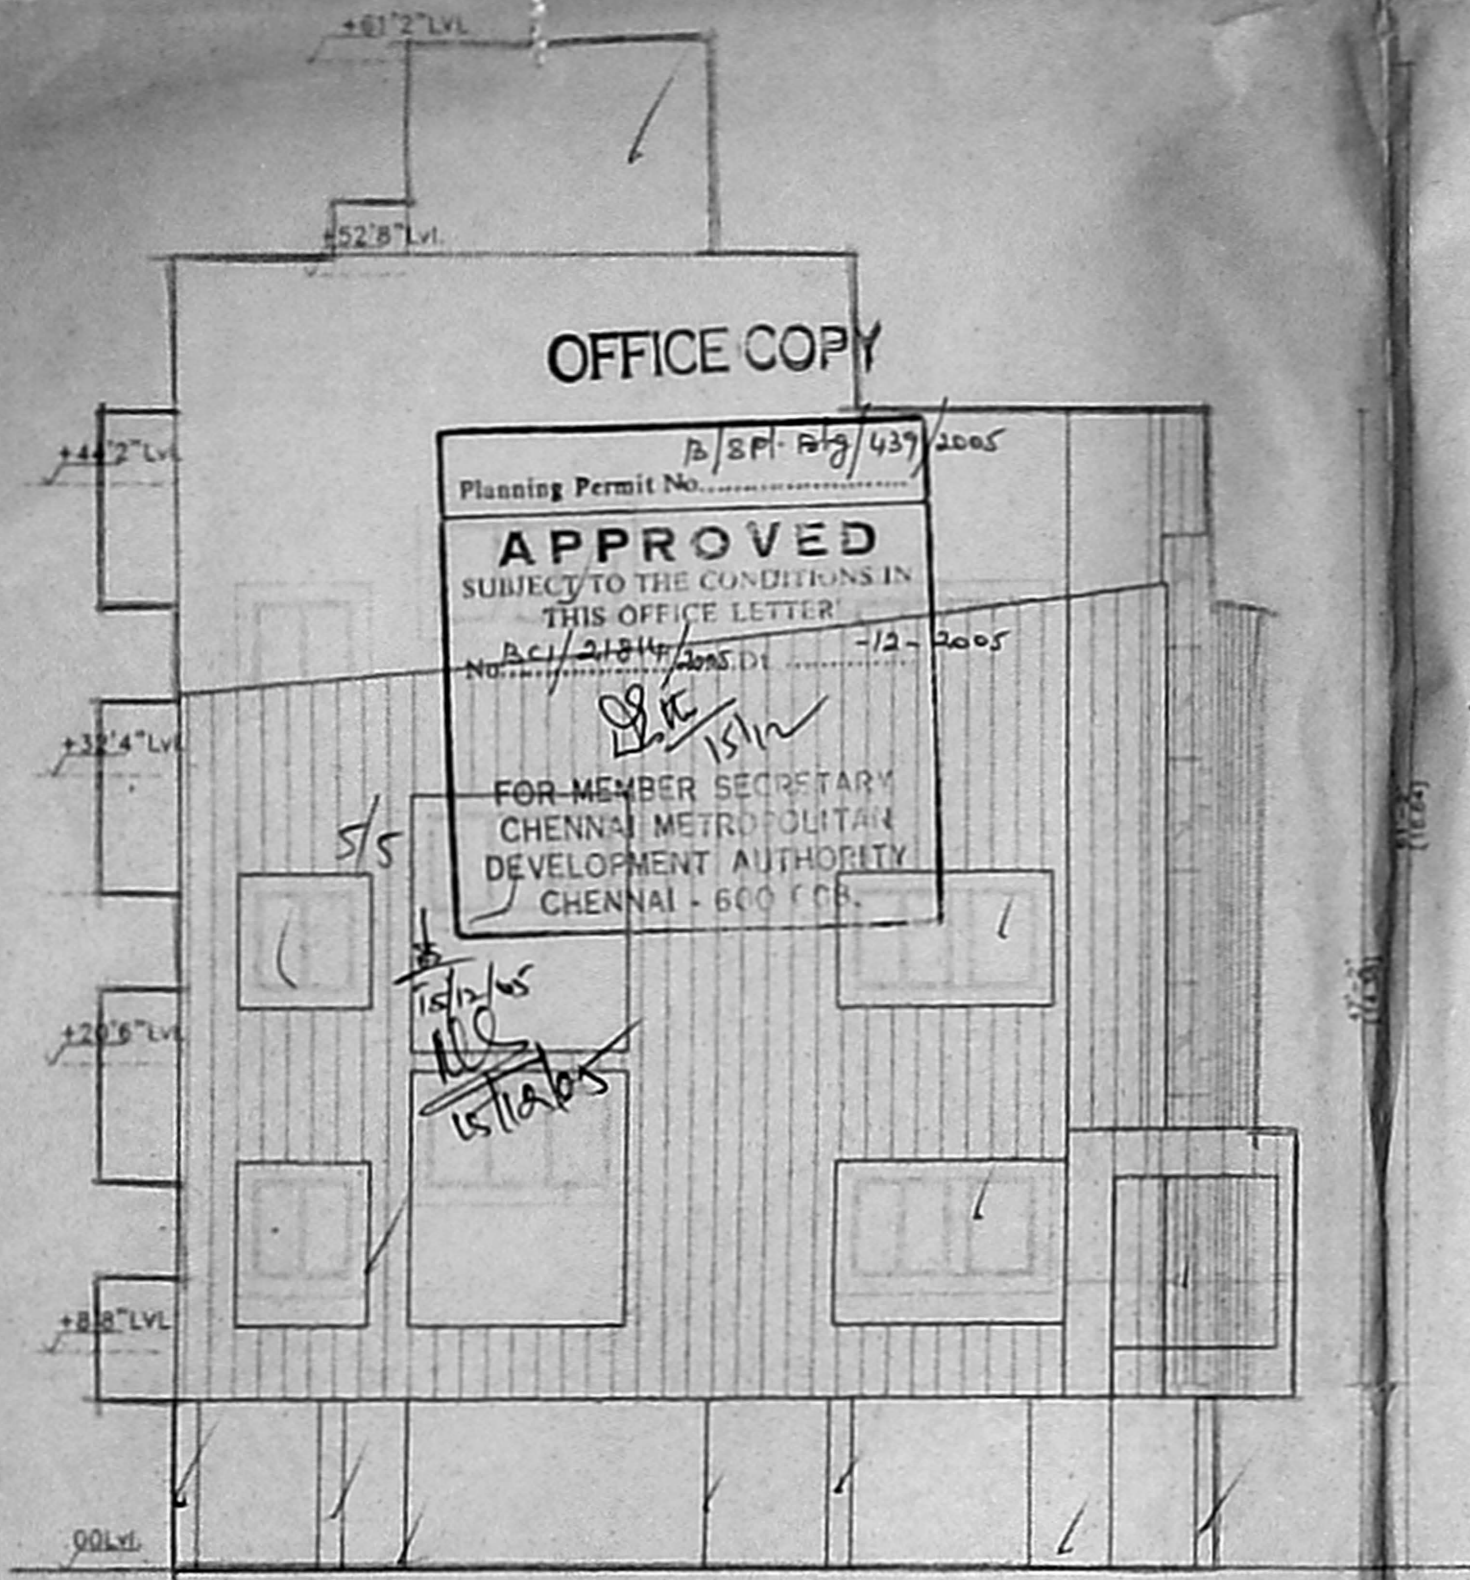 +61'2"LVL
+52'8"Lvl.
OFFICE COPY
+44'2"Lvl
B/Spl. Blg/439/2005
Planning Permit No.
APPROVED
SUBJECT TO THE CONDITIONS IN
THIS OFFICE LETTER
No. BC1/21814/2005 Dt -12-2005
15/12
+32'4"Lvl
FOR MEMBER SECRETARY
CHENNAI METROPOLITAN
DEVELOPMENT AUTHORITY
CHENNAI - 600 008.
5/5
15/12/05
+20'6"Lvl
15/12/05
+8'8"LVL
00Lvl.